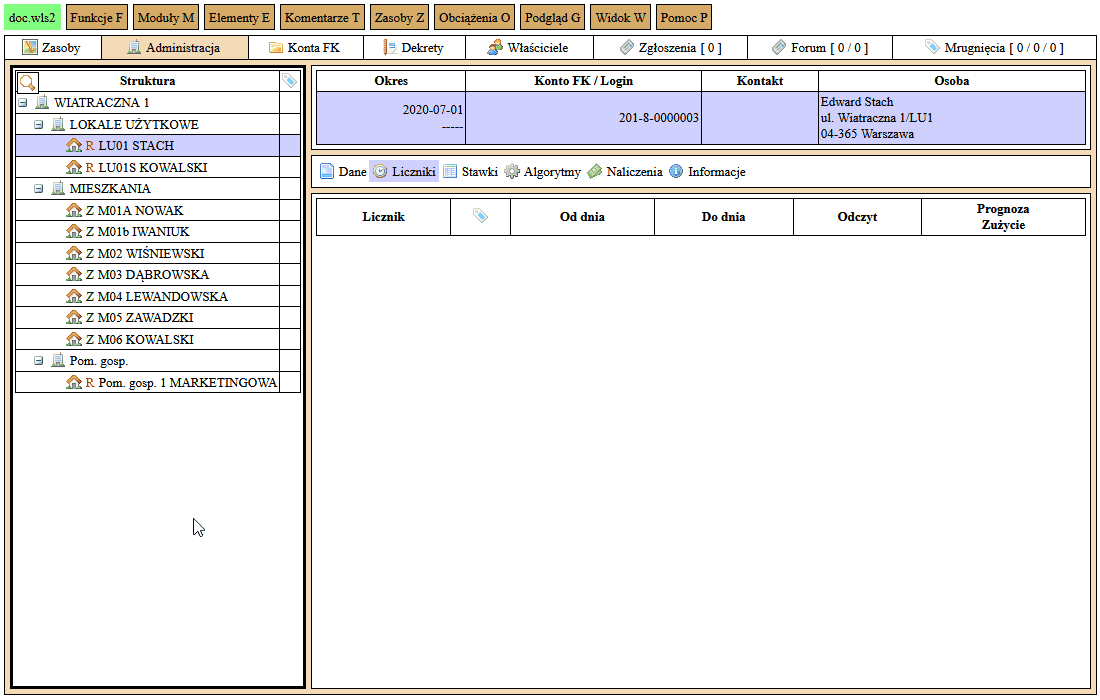 doc.wls2 Funkcje F Moduły M Elementy E Komentarze T Zasoby Z Obciążenia O Podgląd G Widok W Pomoc P
Zasoby Administracja Konta FK Dekrety Właściciele Zgłoszenia [ 0 ] Forum [ 0 / 0 ] Mrugnięcia [ 0 / 0 / 0 ]
Struktura
WIATRACZNA 1
LOKALE UŻYTKOWE
R LU01 STACH
R LU01S KOWALSKI
MIESZKANIA
Z M01A NOWAK
Z M01b IWANIUK
Z M02 WIŚNIEWSKI
Z M03 DĄBROWSKA
Z M04 LEWANDOWSKA
Z M05 ZAWADZKI
Z M06 KOWALSKI
Pom. gosp.
R Pom. gosp. 1 MARKETINGOWA
Okres Konto FK / Login Kontakt Osoba
2020-07-01
-----
201-8-0000003
Edward Stach
ul. Wiatraczna 1/LU1
04-365 Warszawa
Dane Liczniki Stawki Algorytmy Naliczenia Informacje
Licznik Od dnia Do dnia Odczyt Prognoza
Zużycie